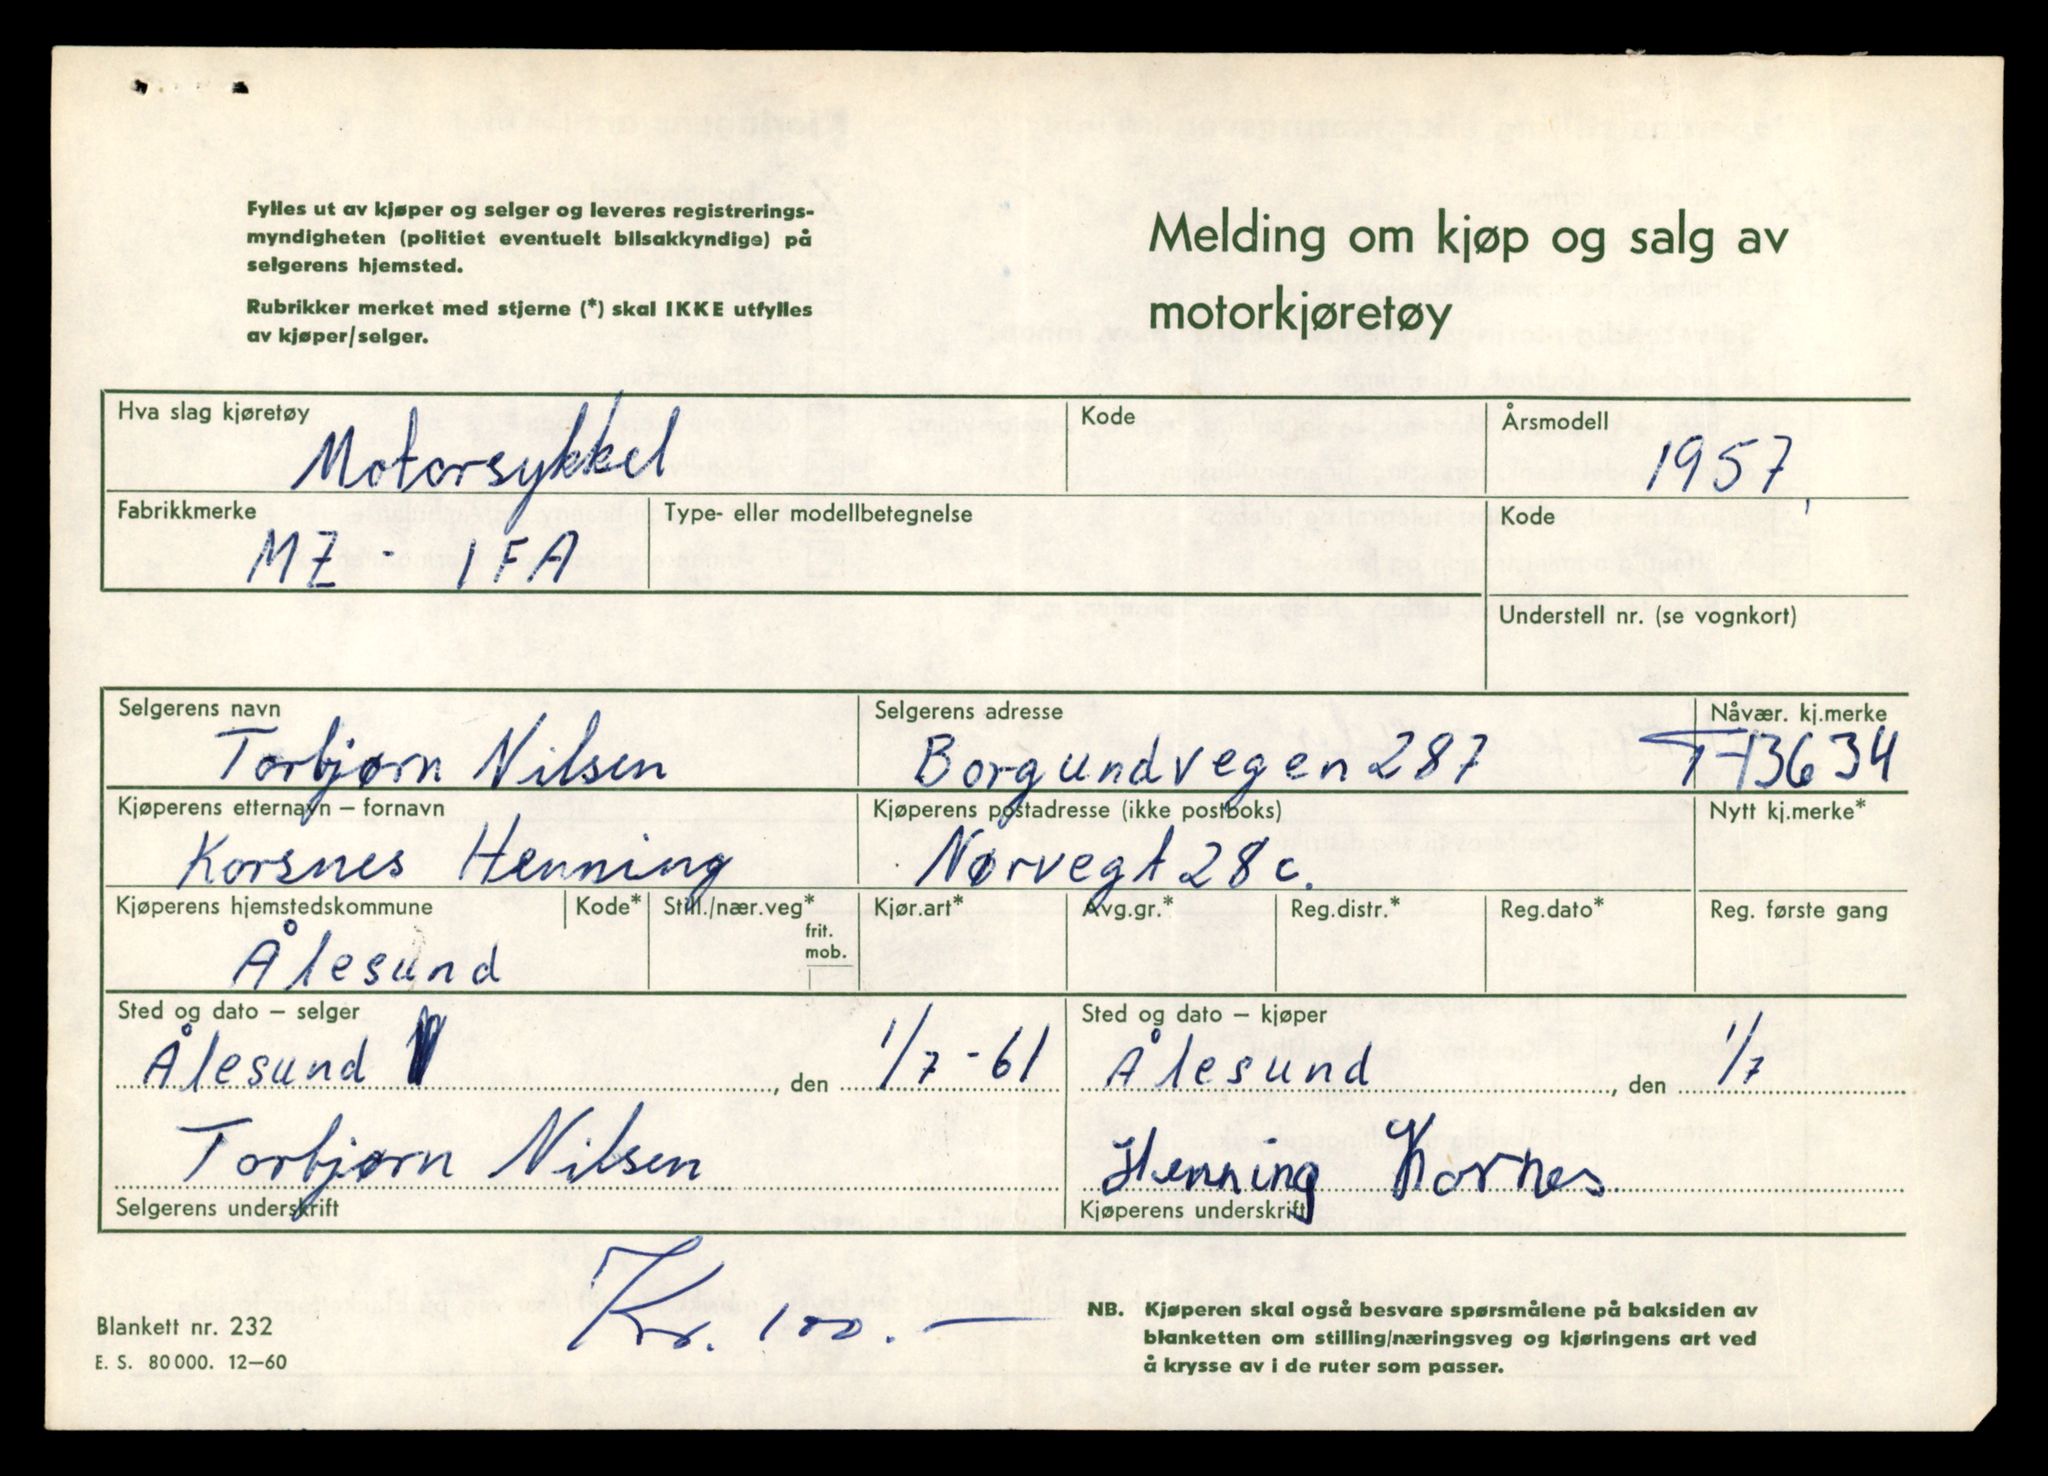 Fylles ut av kjøper og selger og leveres registrerings-
myndigheten (politiet eventuelt bilsakkyndige) på
selgerens hjemsted.
Rubrikker merket med stjerne (*) skal IKKE utfylles
av kjøper/selger.
Melding om kjøp og salg av
motorkjøretøy
Hva slag kjøretøy
Motorsykkel
Kode
Årsmodell
1957
Fabrikkmerke
MZ - IFA
Type- eller modellbetegnelse
Kode
Understell nr. (se vognkort)
Selgerens navn
Torbjørn Nilsen
Selgerens adresse
Borgundvegen 287
Nåvær. kj.merke
T-13634
Kjøperens etternavn – fornavn
Korsnes Henning
Kjøperens postadresse (ikke postboks)
Nørvegt 28 c.
Nytt kj.merke*
Kjøperens hjemstedskommune
Ålesund
Kode*
Still./nær.veg*
frit.
mob.
Kjør.art*
Avg.gr.*
Reg.distr.*
Reg.dato*
Reg. første gang
Sted og dato – selger
Ålesund, den 1/7-61
Torbjørn Nilsen
Selgerens underskrift
Sted og dato – kjøper
Ålesund, den 1/7
Henning Kornes
Kjøperens underskrift
Kr. 100.—
Blankett nr. 232
E. S. 80 000. 12–60
NB. Kjøperen skal også besvare spørsmålene på baksiden av
blanketten om stilling/næringsveg og kjøringens art ved
å krysse av i de ruter som passer.